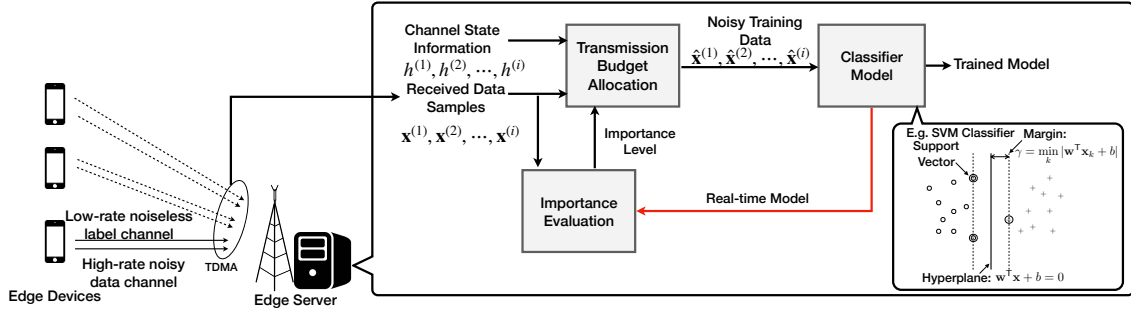 Low-rate noiseless
label channel
High-rate noisy
data channel
TDMA
Edge Devices
Edge Server
Channel State
Information
h^{(1)}, h^{(2)}, ⋯, h^{(i)}
Received Data
Samples
x^{(1)}, x^{(2)}, ⋯, x^{(i)}
Transmission
Budget
Allocation
Importance
Level
Importance
Evaluation
Noisy Training
Data
x̂^{(1)}, x̂^{(2)}, ⋯, x̂^{(i)}
Classifier
Model
Trained Model
Real-time Model
E.g. SVM Classifier
Support
Vector
Margin:
γ = min_k |w^T x_k + b|
Hyperplane: w^T x + b = 0